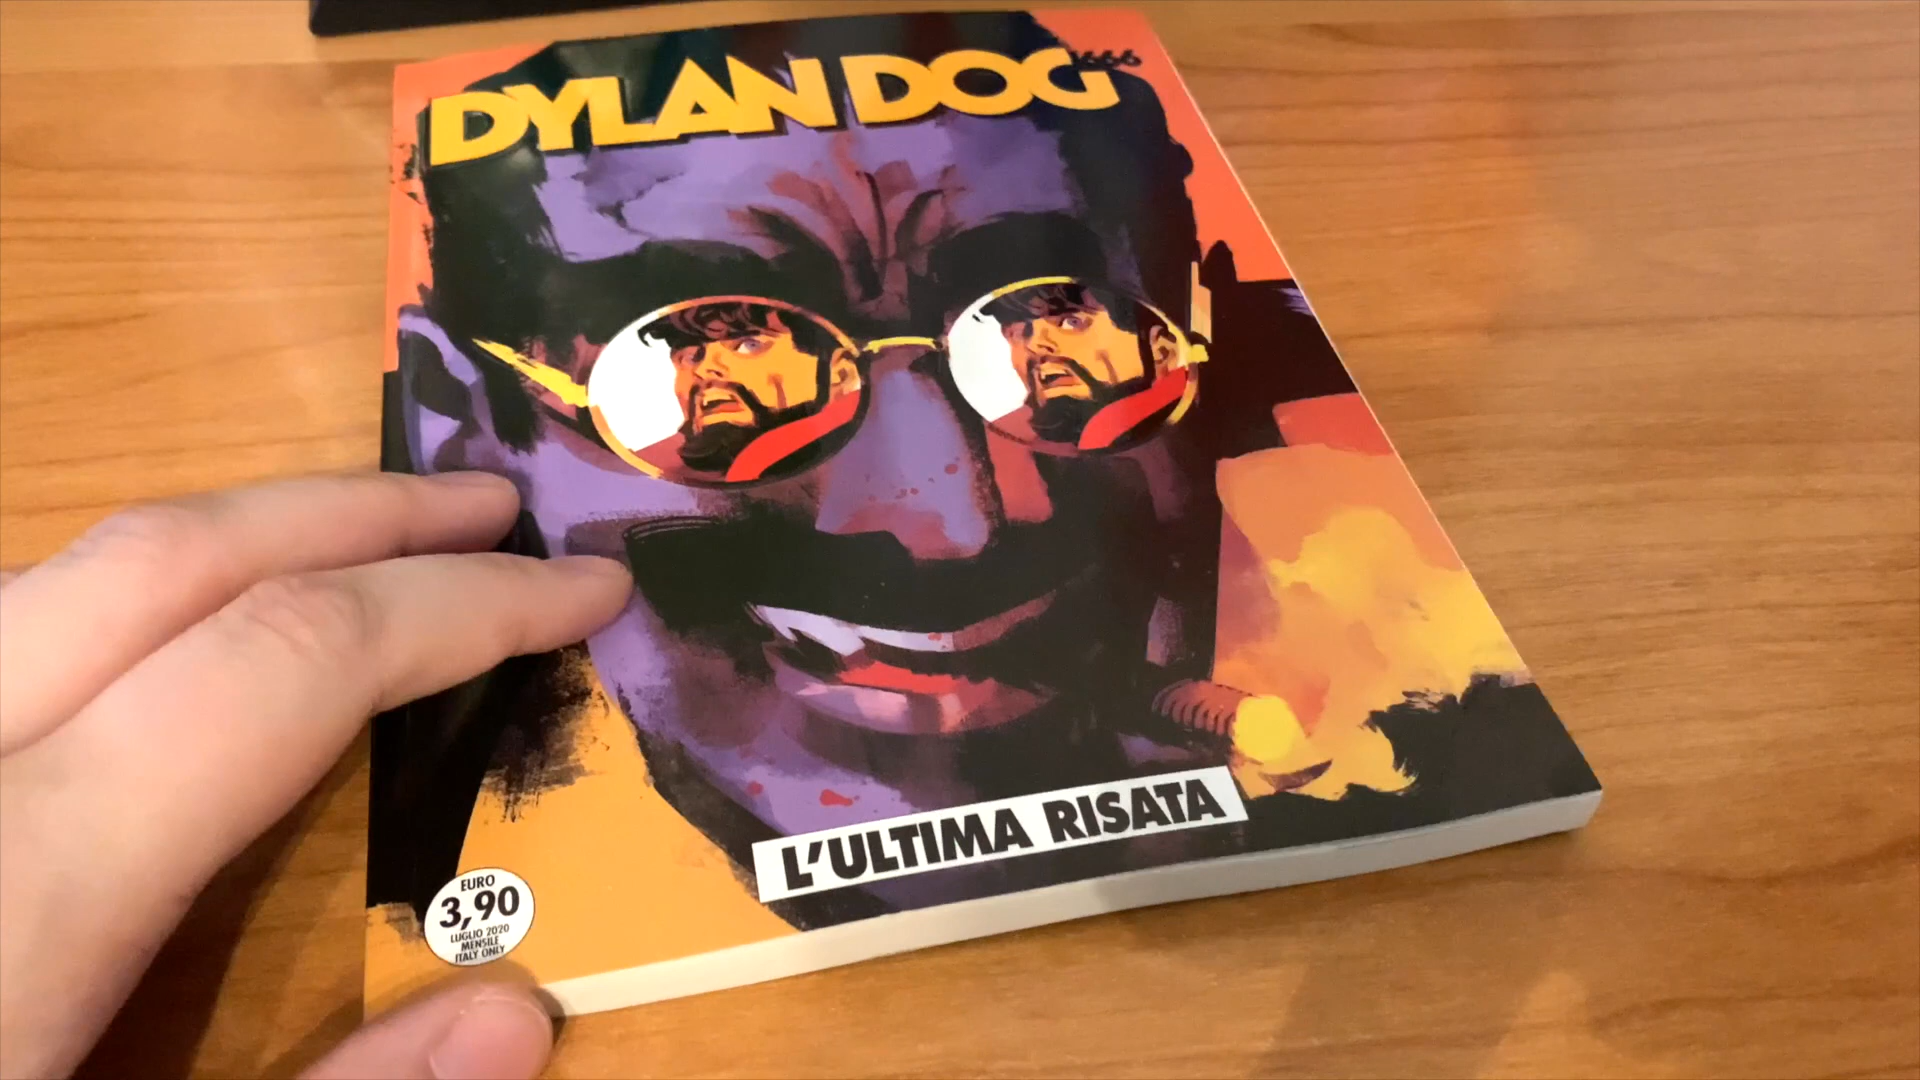 DYLAN DOG
666
L'ULTIMA RISATA
EURO
3,90
LUGLIO 2020
MENSILE
ITALY ONLY